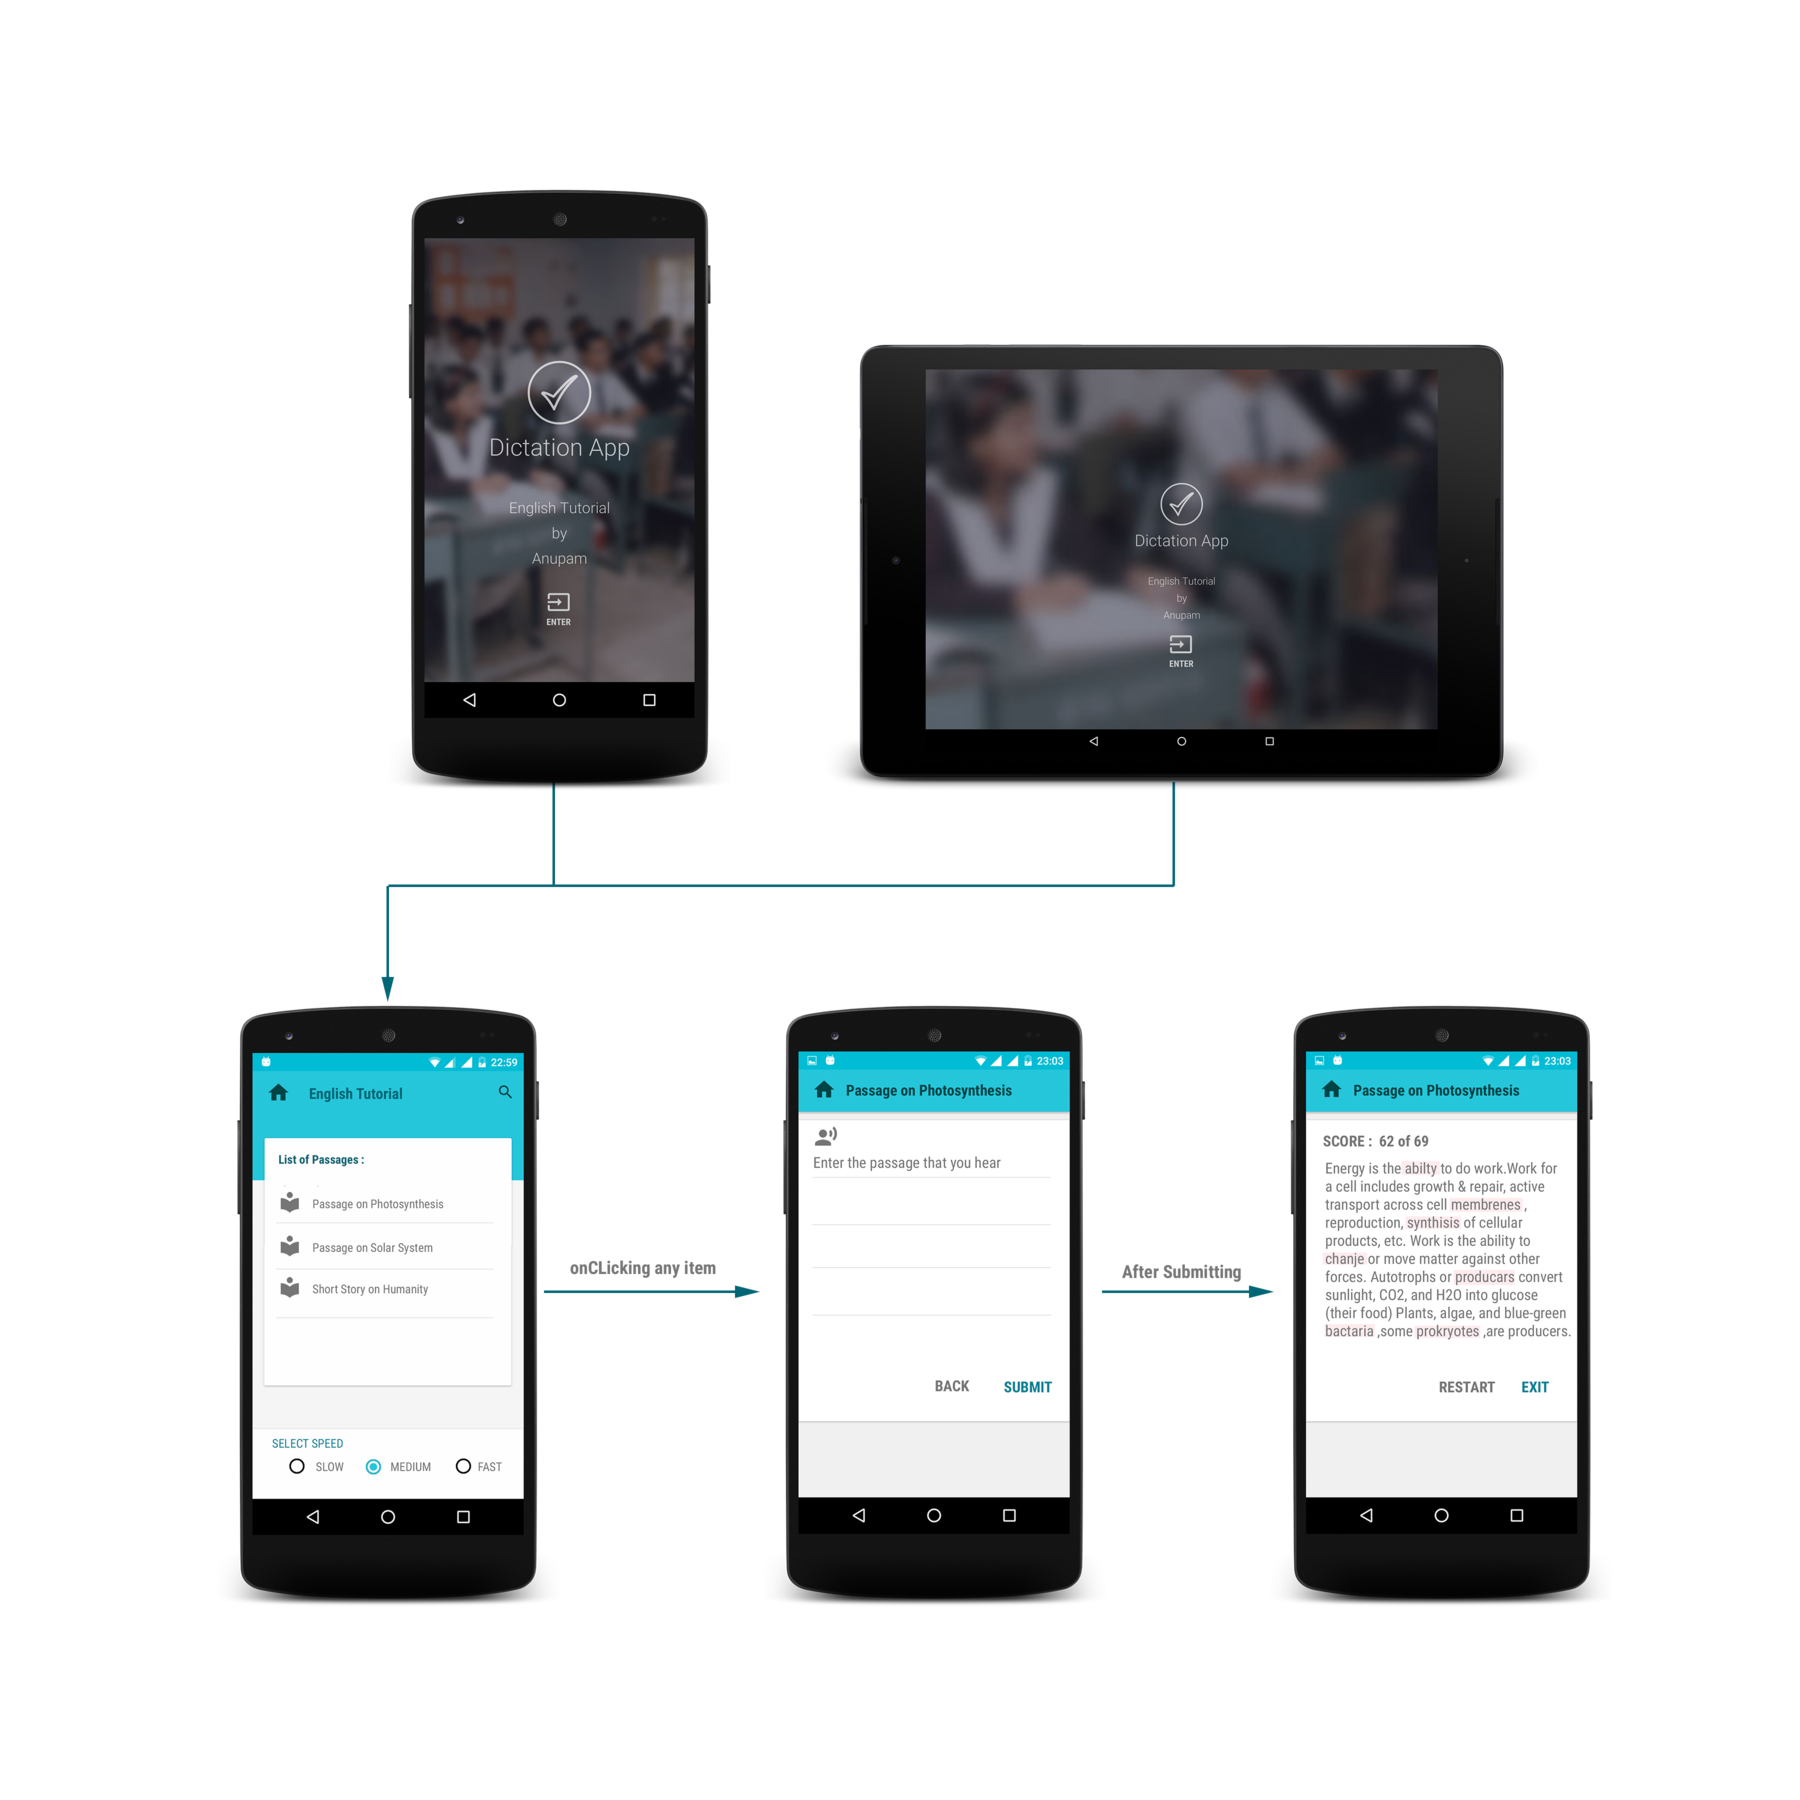 Dictation App
English Tutorial
by
Anupam
ENTER
Dictation App
English Tutorial
by
Anupam
ENTER
22:59
English Tutorial
List of Passages :
Passage on Photosynthesis
Passage on Solar System
Short Story on Humanity
SELECT SPEED
SLOW MEDIUM FAST
onCLicking any item
23:03
Passage on Photosynthesis
Enter the passage that you hear
BACK SUBMIT
After Submitting
23:03
Passage on Photosynthesis
SCORE : 62 of 69
Energy is the abilty to do work.Work for
a cell includes growth & repair, active
transport across cell membrenes ,
reproduction, synthisis of cellular
products, etc. Work is the ability to
chanje or move matter against other
forces. Autotrophs or producars convert
sunlight, CO2, and H2O into glucose
(their food) Plants, algae, and blue-green
bactaria ,some prokryotes ,are producers.
RESTART EXIT